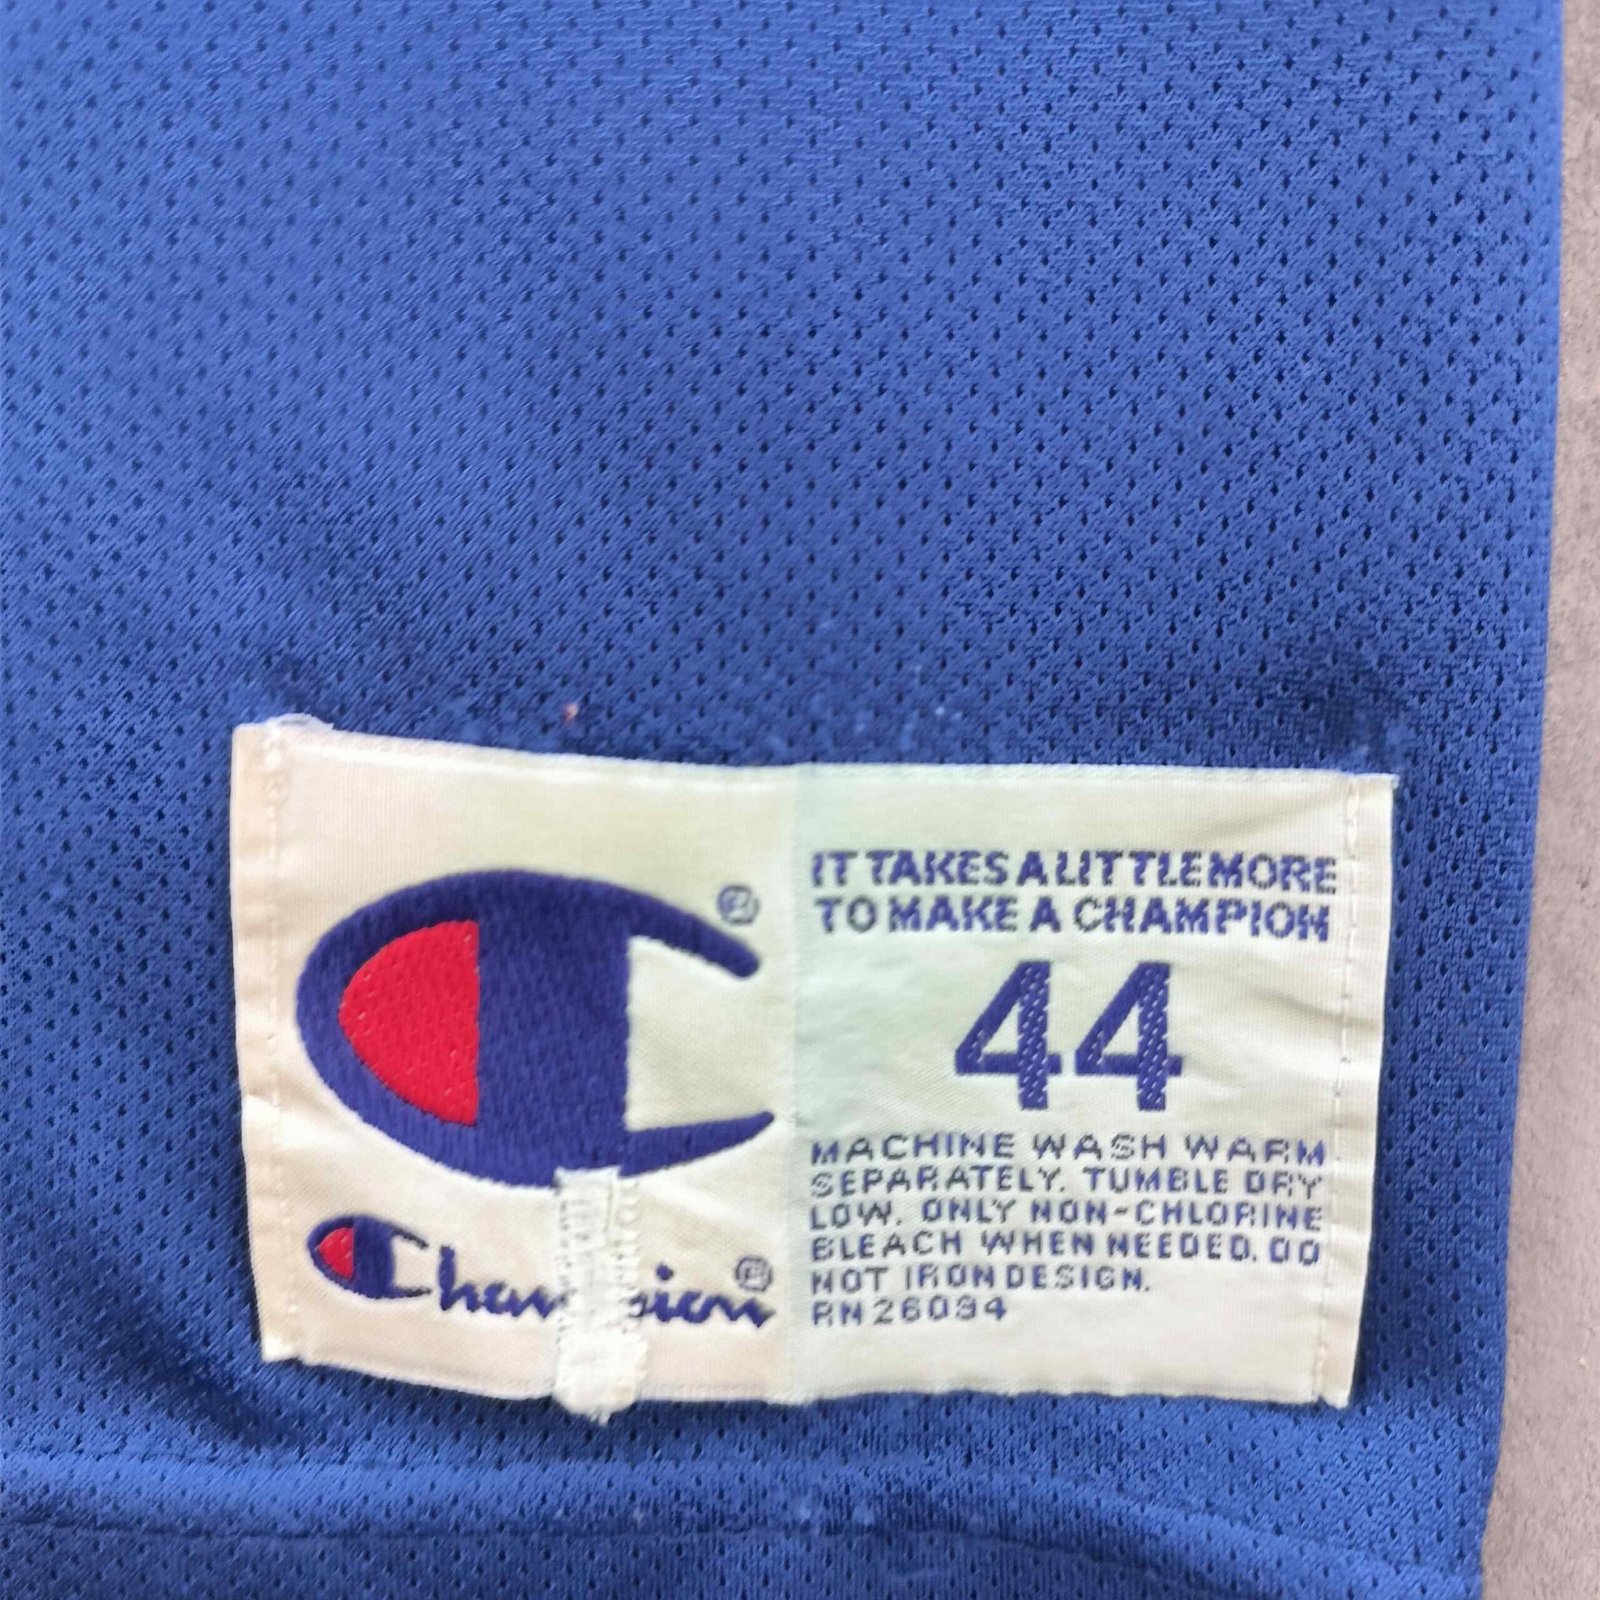 IT TAKES A LITTLE MORE
TO MAKE A CHAMPION
44
MACHINE WASH WARM
SEPARATELY. TUMBLE DRY
LOW. ONLY NON-CHLORINE
BLEACH WHEN NEEDED. DO
NOT IRON DESIGN.
RN 26094
Champion